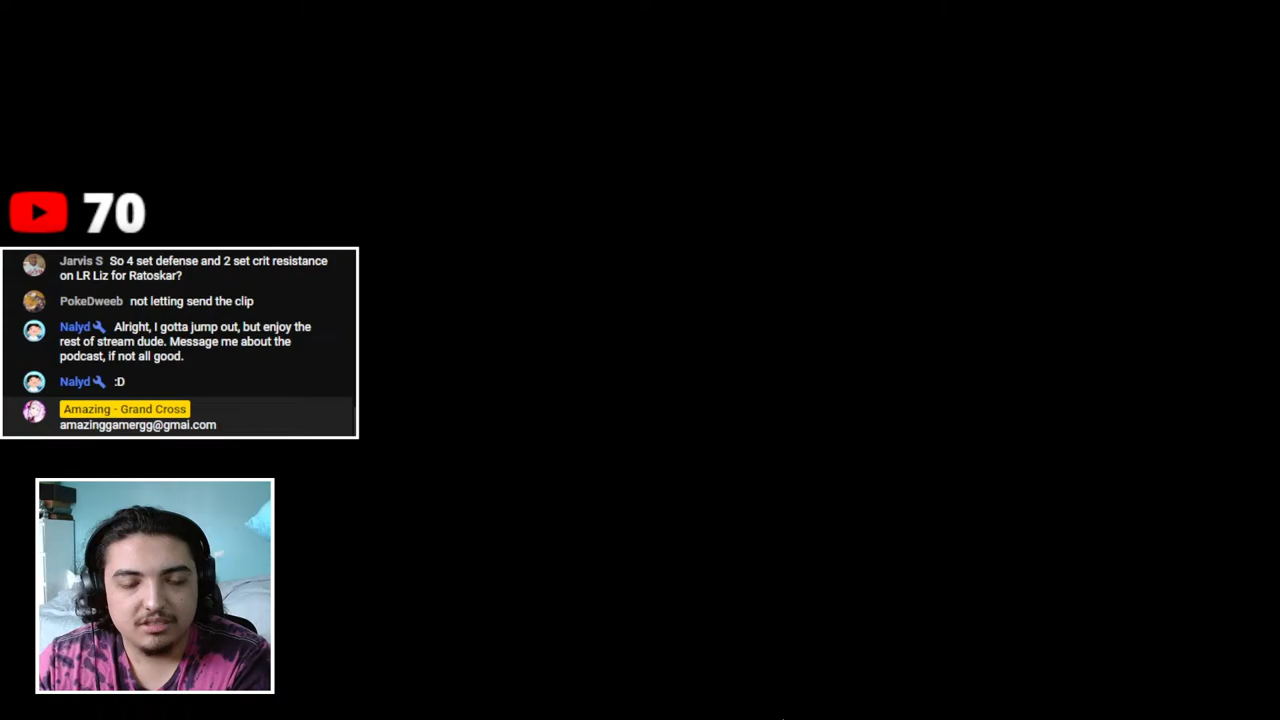 70
Jarvis S So 4 set defense and 2 set crit resistance
on LR Liz for Ratoskar?
PokeDweeb not letting send the clip
Nalyd Alright, I gotta jump out, but enjoy the
rest of stream dude. Message me about the
podcast, if not all good.
Nalyd :D
Amazing - Grand Cross
amazinggamergg@gmai.com